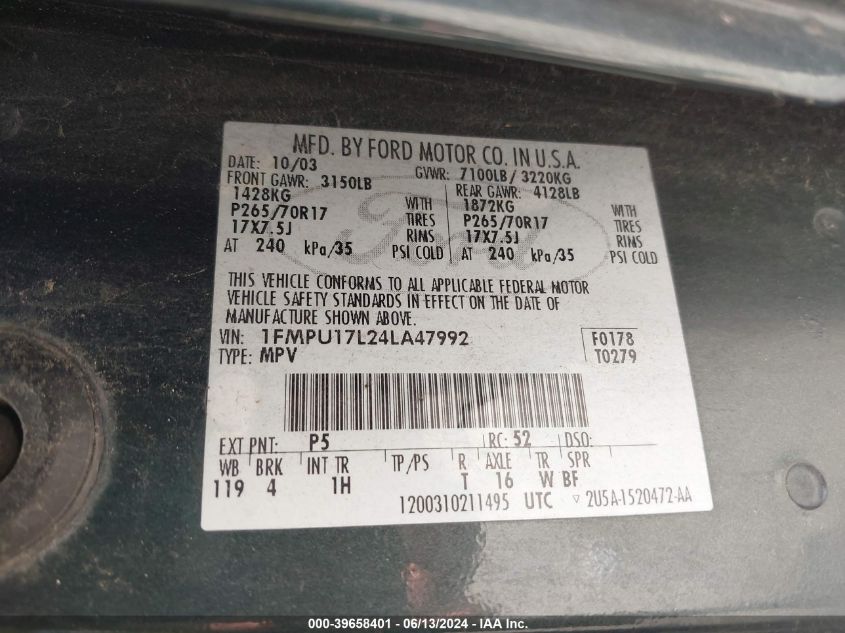 MFD. BY FORD MOTOR CO. IN U.S.A.
DATE: 10/03 GVWR: 7100LB/ 3220KG
FRONT GAWR: 3150LB REAR GAWR: 4128LB
1428KG WITH 1872KG WITH
P265/70R17 TIRES P265/70R17 TIRES
17X7.5J RIMS 17X7.5J RIMS
AT 240 kPa/35 PSI COLD AT 240 kPa/35 PSI COLD
Ford
THIS VEHICLE CONFORMS TO ALL APPLICABLE FEDERAL MOTOR
VEHICLE SAFETY STANDARDS IN EFFECT ON THE DATE OF
MANUFACTURE SHOWN ABOVE.
VIN: 1FMPU17L24LA47992 F0178
TYPE: MPV T0279
EXT PNT: P5 RC: 52 DSO:
WB BRK INT TR TP/PS R AXLE TR SPR
119 4 1H T 16 W BF
1200310211495 UTC ▽ 2U5A-1520472-AA
000-39658401 - 06/13/2024 - IAA Inc.